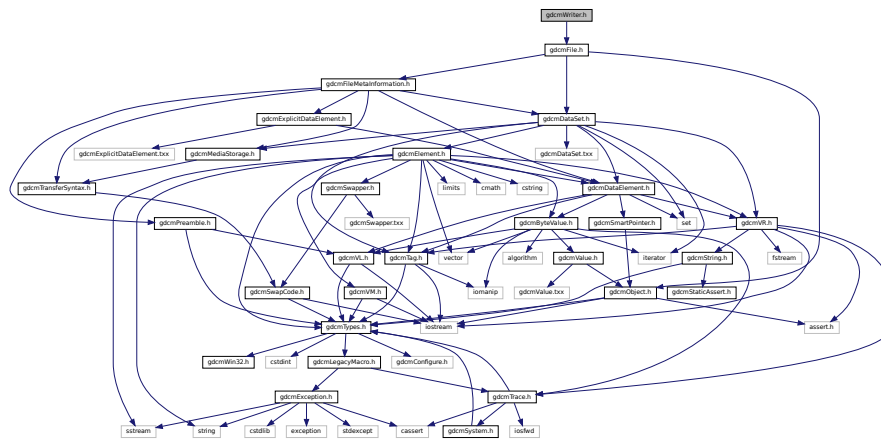 gdcmWriter.h
gdcmFile.h
gdcmFileMetaInformation.h
gdcmExplicitDataElement.h
gdcmDataSet.h
gdcmExplicitDataElement.txx
gdcmMediaStorage.h
gdcmElement.h
gdcmDataSet.txx
gdcmTransferSyntax.h
gdcmSwapper.h
limits
cmath
cstring
gdcmDataElement.h
gdcmPreamble.h
gdcmSwapper.txx
gdcmByteValue.h
gdcmSmartPointer.h
set
gdcmVR.h
gdcmVL.h
gdcmTag.h
vector
algorithm
gdcmValue.h
iterator
gdcmString.h
fstream
gdcmSwapCode.h
gdcmVM.h
iomanip
gdcmValue.txx
gdcmObject.h
gdcmStaticAssert.h
gdcmTypes.h
iostream
assert.h
gdcmWin32.h
cstdint
gdcmLegacyMacro.h
gdcmConfigure.h
gdcmException.h
gdcmTrace.h
sstream
string
cstdlib
exception
stdexcept
cassert
gdcmSystem.h
iosfwd